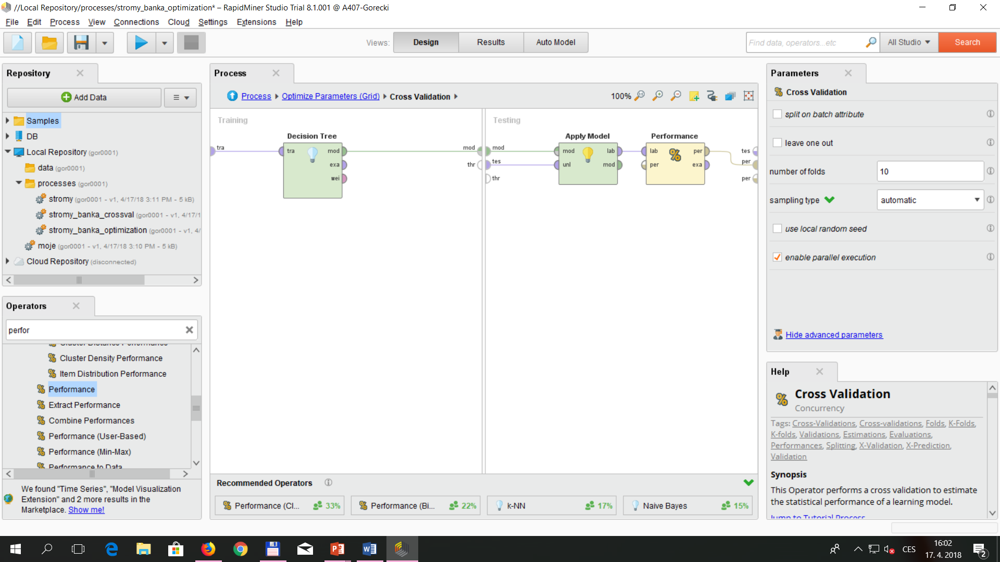 //Local Repository/processes/stromy_banka_optimization* – RapidMiner Studio Trial 8.1.001 @ A407-Gorecki
File Edit Process View Connections Cloud Settings Extensions Help
Views: Design Results Auto Model
Find data, operators...etc All Studio Search
Repository
Add Data
Samples
DB
Local Repository (gor0001)
data (gor0001)
processes (gor0001)
stromy (gor0001 - v1, 4/17/18 3:11 PM - 5 kB)
stromy_banka_crossval (gor0001 - v1, 4/17/1
stromy_banka_optimization (gor0001 - v1, 4/
moje (gor0001 - v1, 4/17/18 3:10 PM - 5 kB)
Cloud Repository (disconnected)
Operators
perfor
Cluster Distance Performance
Cluster Density Performance
Item Distribution Performance
Performance
Extract Performance
Combine Performances
Performance (User-Based)
Performance (Min-Max)
Performance to Data
We found "Time Series", "Model Visualization
Extension" and 2 more results in the
Marketplace. Show me!
Process
Process Optimize Parameters (Grid) Cross Validation
100%
Training
Decision Tree
tra
tra mod
exa
wei
mod
thr
Testing
mod
tes
thr
Apply Model
mod lab
unl mod
Performance
lab per
per exa
tes
per
per
Recommended Operators
Performance (Cl... 33%
Performance (Bi... 22%
k-NN 17%
Naive Bayes 15%
Parameters
Cross Validation
split on batch attribute
leave one out
number of folds 10
sampling type automatic
use local random seed
enable parallel execution
Hide advanced parameters
Help
Cross Validation
Concurrency
Tags: Cross-Validations, Cross-validations, Folds, K-Folds,
K-folds, Validations, Estimations, Evaluations,
Performances, Splitting, X-Validation, X-Prediction,
Validation
Synopsis
This Operator performs a cross validation to estimate
the statistical performance of a learning model.
Jump to Tutorial Process
CES
16:02
17. 4. 2018
2